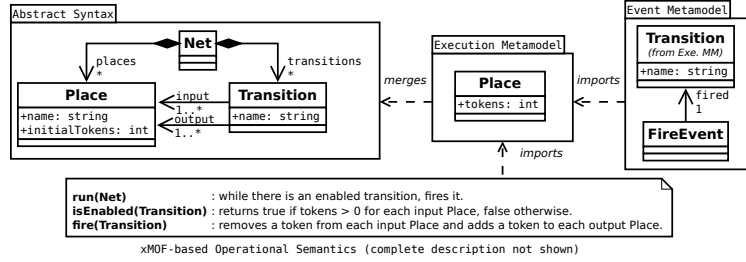 Abstract Syntax
Net
places
*
transitions
*
Place
+name: string
+initialTokens: int
input
1..*
output
1..*
Transition
+name: string
merges
Execution Metamodel
Place
+tokens: int
imports
Event Metamodel
Transition
(from Exe. MM)
+name: string
fired
1
FireEvent
imports
run(Net) : while there is an enabled transition, fires it.
isEnabled(Transition) : returns true if tokens > 0 for each input Place, false otherwise.
fire(Transition) : removes a token from each input Place and adds a token to each output Place.
xMOF-based Operational Semantics (complete description not shown)